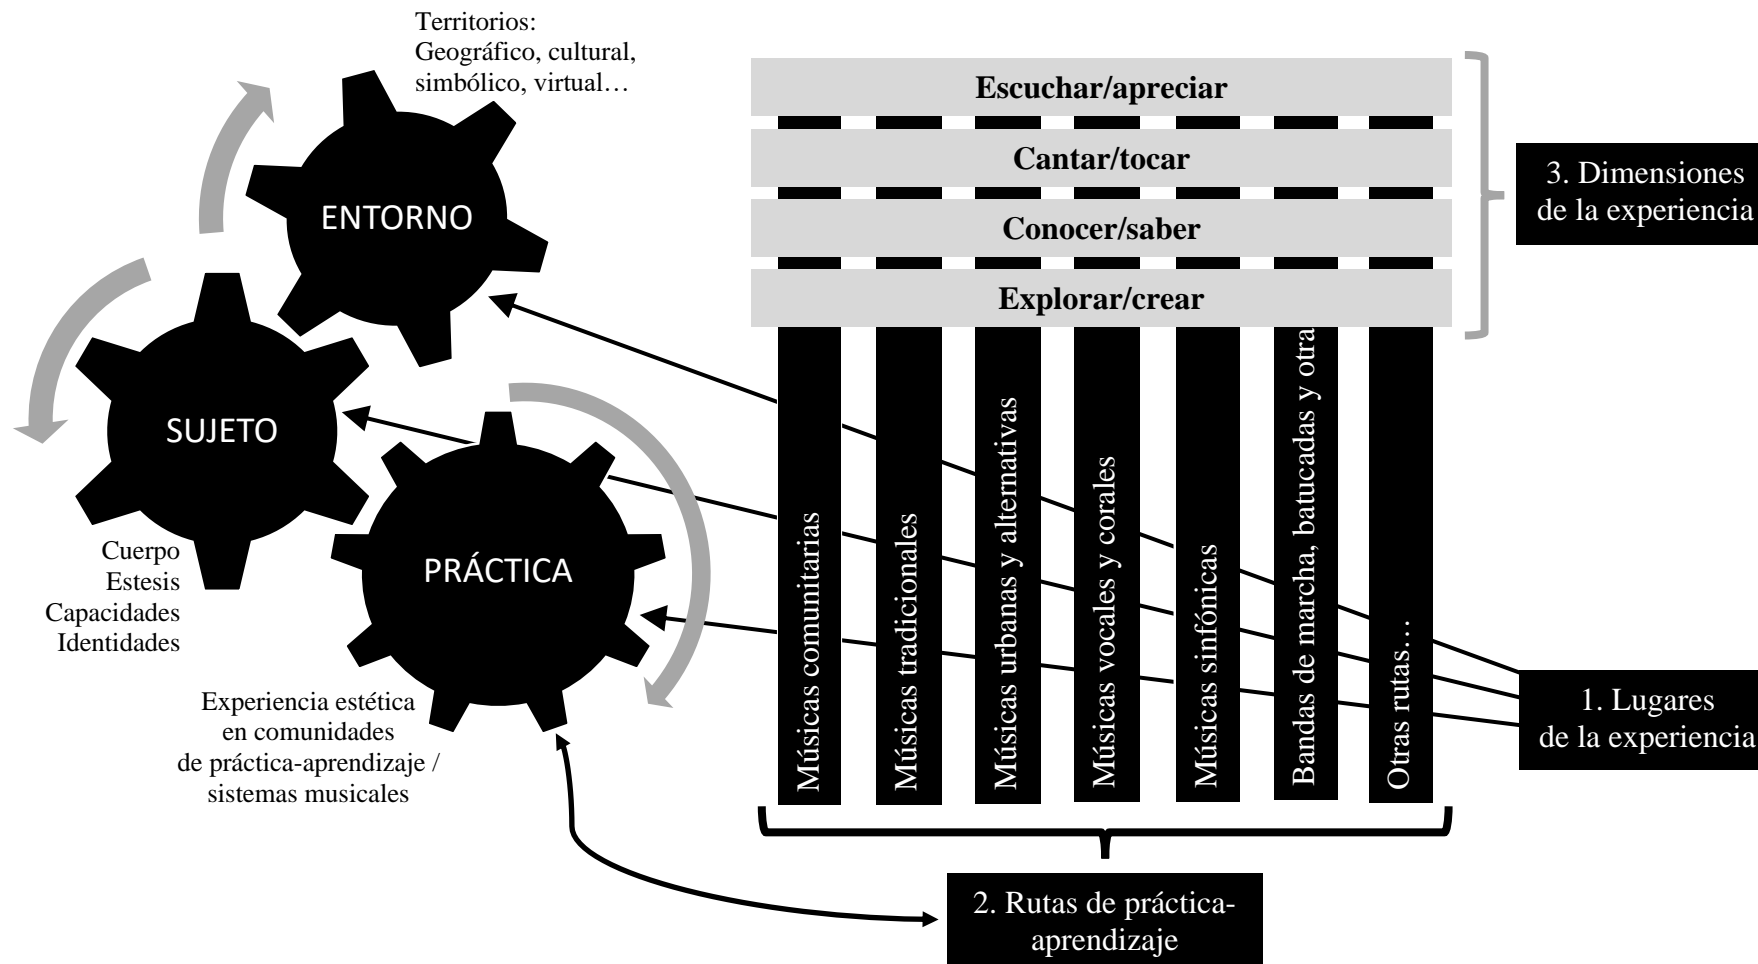 Territorios:
Geográfico, cultural,
simbólico, virtual…
ENTORNO
SUJETO
Cuerpo
Estesis
Capacidades
Identidades
PRÁCTICA
Experiencia estética
en comunidades
de práctica-aprendizaje /
sistemas musicales
Escuchar/apreciar
Cantar/tocar
Conocer/saber
Explorar/crear
3. Dimensiones
de la experiencia
Músicas comunitarias
Músicas tradicionales
Músicas urbanas y alternativas
Músicas vocales y corales
Músicas sinfónicas
Bandas de marcha, batucadas y otra
Otras rutas…
1. Lugares
de la experiencia
2. Rutas de práctica-
aprendizaje